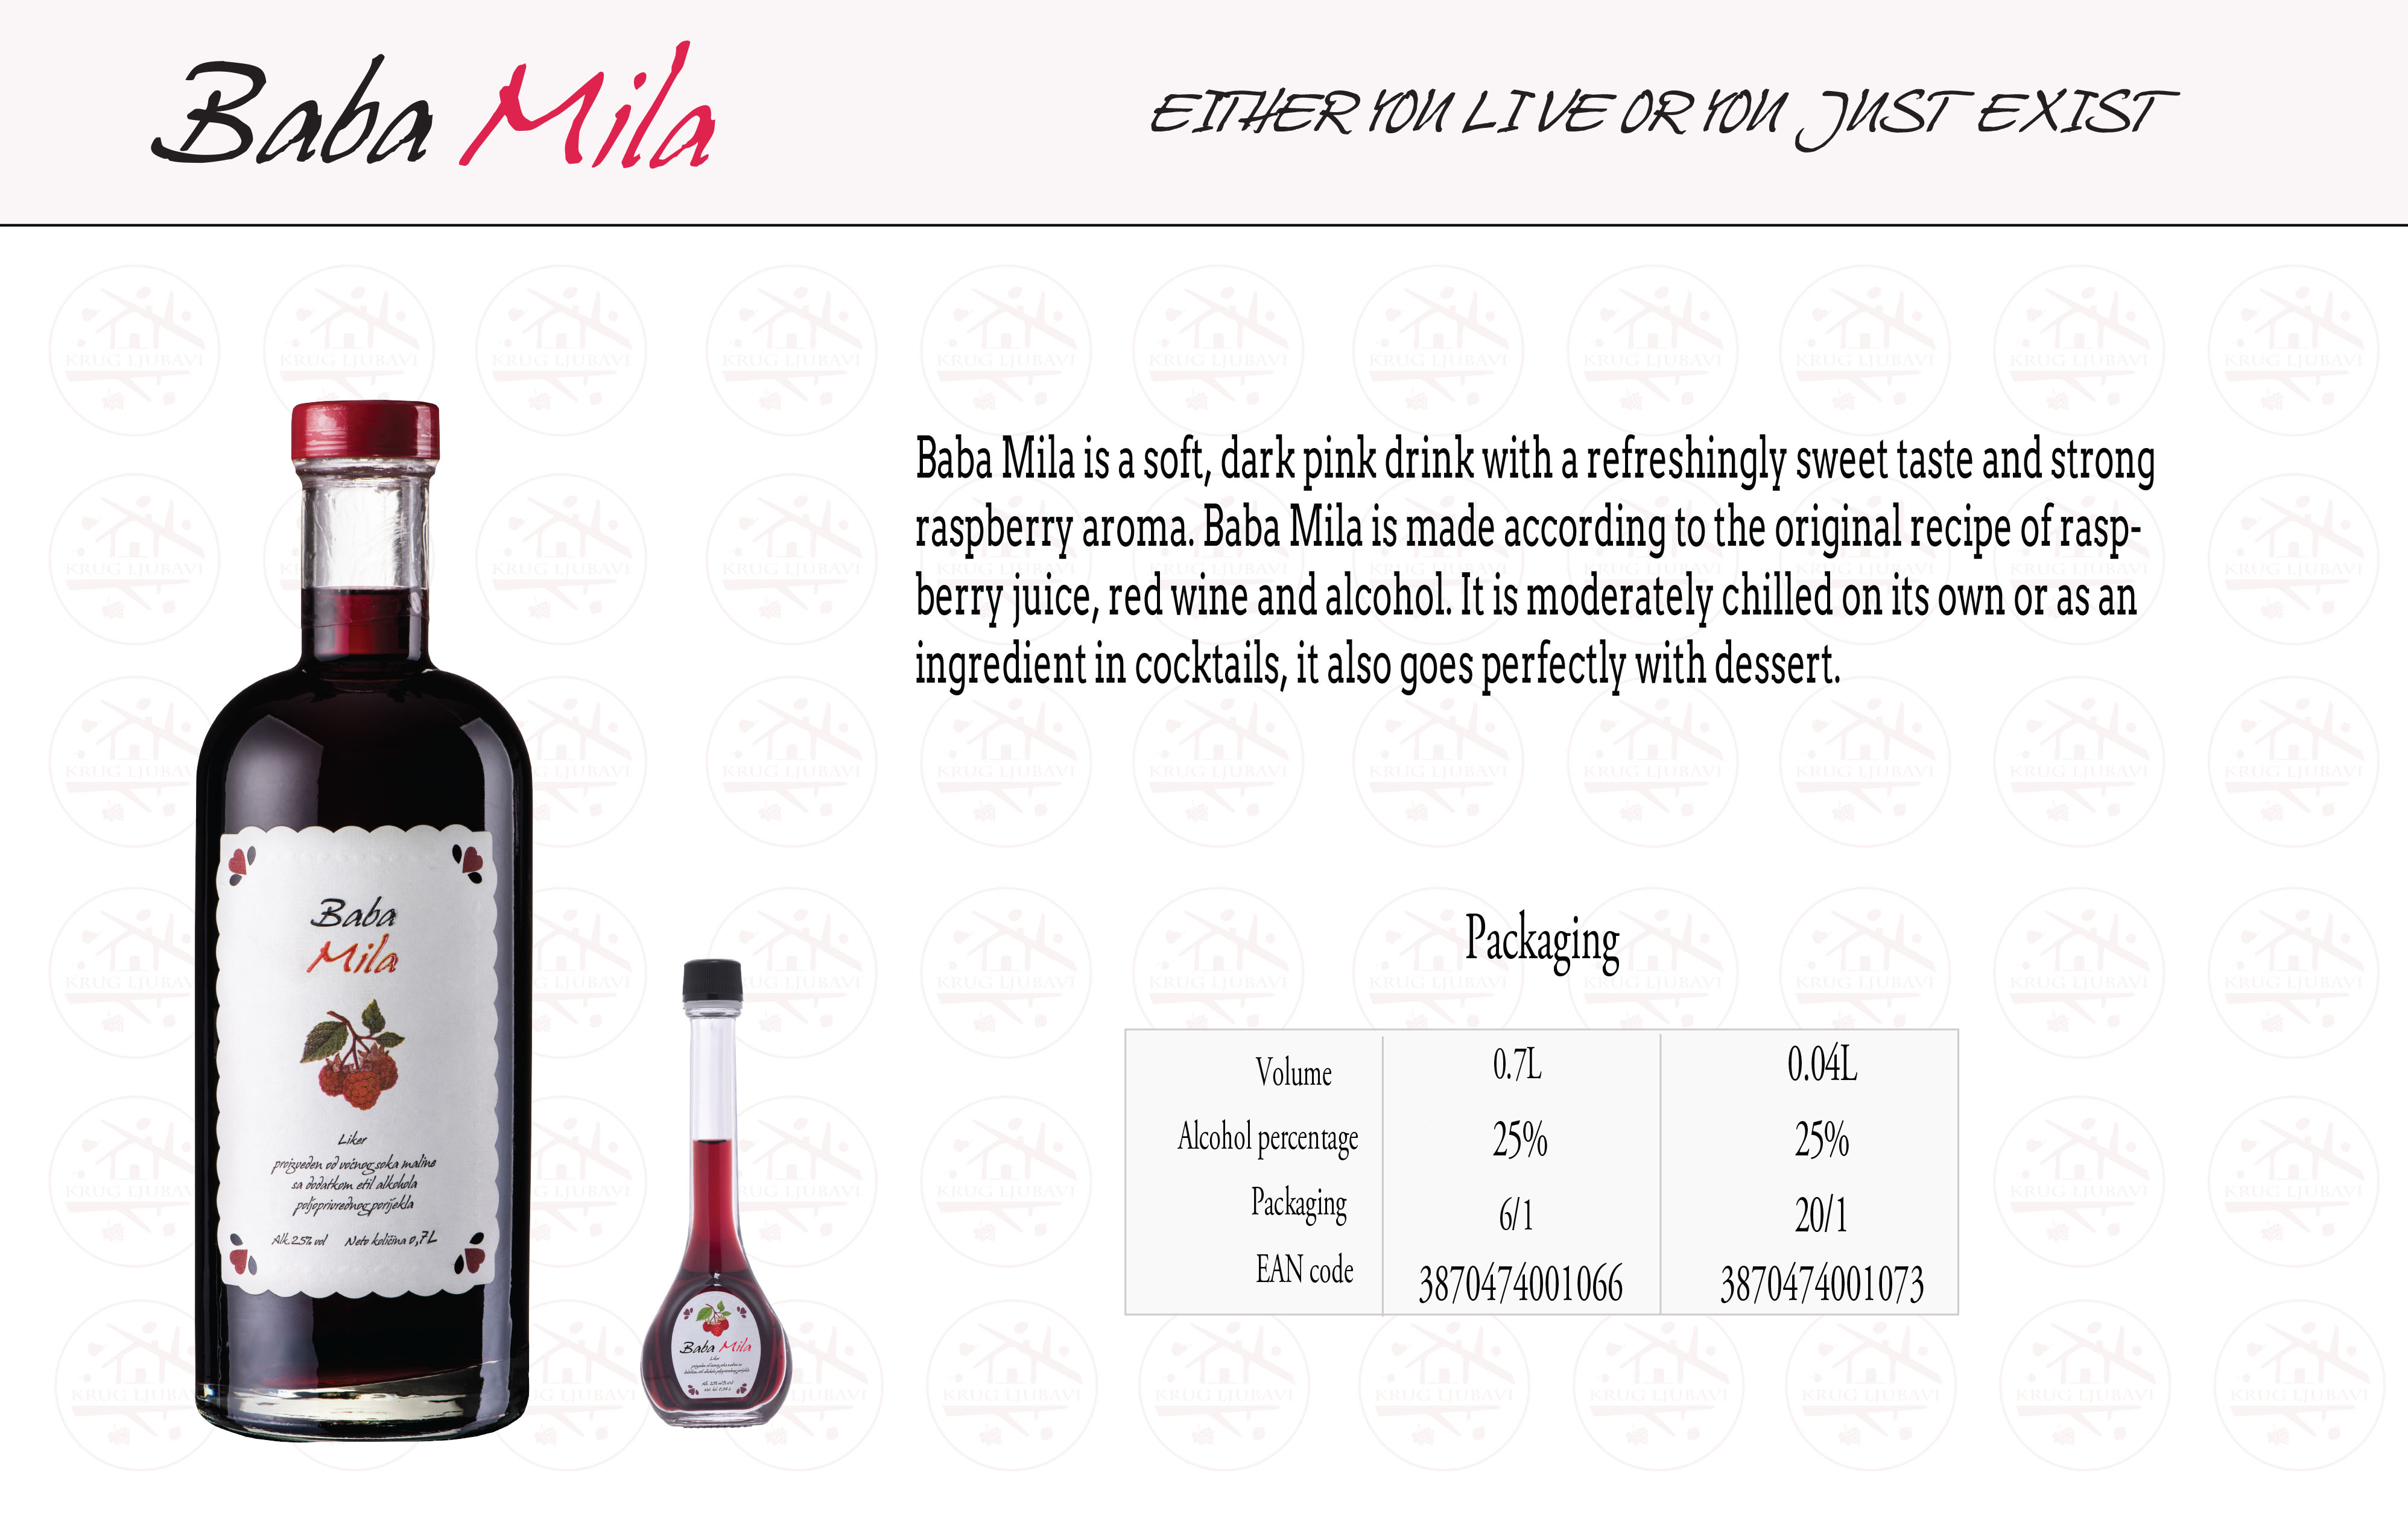 Baba Mila
EITHER YOU LIVE OR YOU JUST EXIST
Baba Mila is a soft, dark pink drink with a refreshingly sweet taste and strong
raspberry aroma. Baba Mila is made according to the original recipe of rasp-
berry juice, red wine and alcohol. It is moderately chilled on its own or as an
ingredient in cocktails, it also goes perfectly with dessert.
Baba
Mila
Liker
proizveden od voćnog soka maline
sa dodatkom etil alkohola
poljoprivrednog porijekla
Alk. 25% vol Neto količina 0,7L
Baba Mila
Liker
Packaging
Volume 0.7L 0.04L
Alcohol percentage 25% 25%
Packaging 6/1 20/1
EAN code 3870474001066 3870474001073
KRUG LJUBAVI